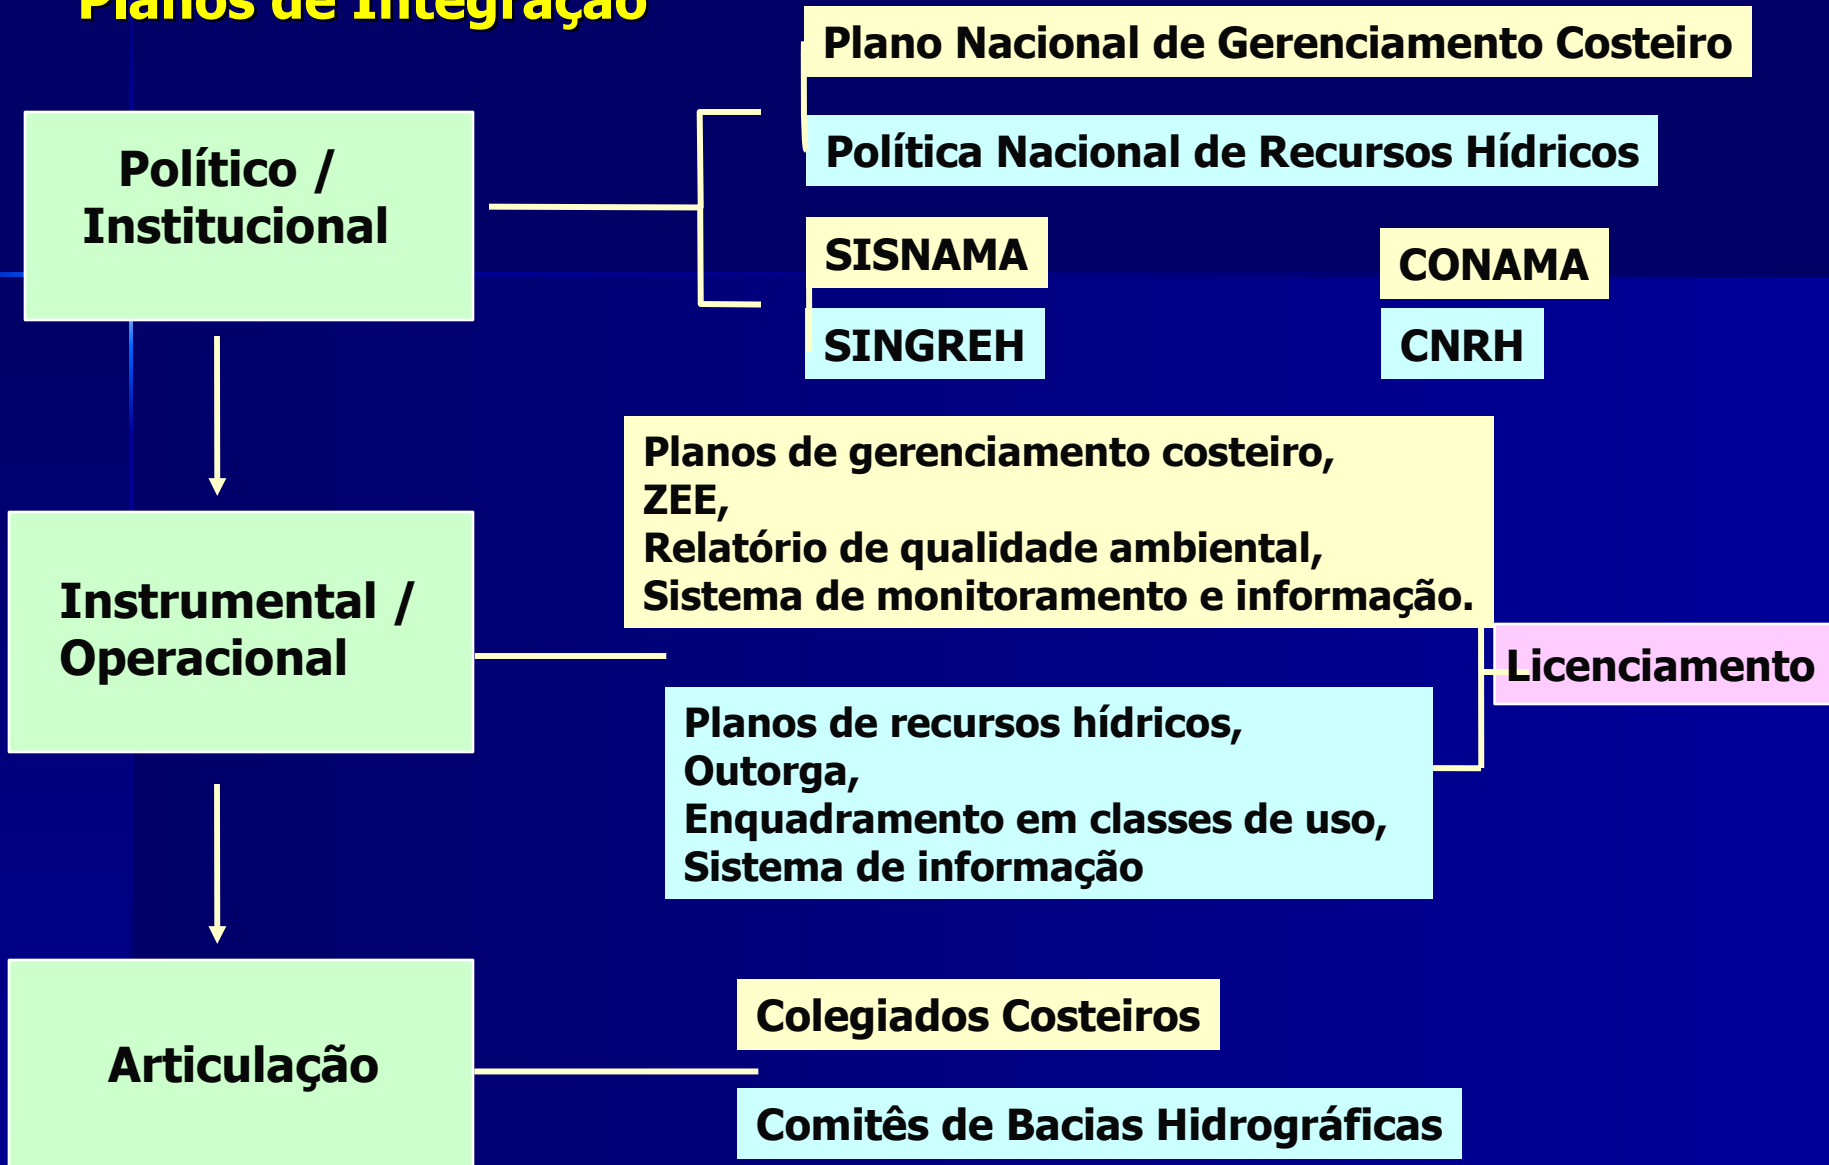 Planos de Integração
Plano Nacional de Gerenciamento Costeiro
Político /
Institucional
Política Nacional de Recursos Hídricos
SISNAMA
CONAMA
SINGREH
CNRH
Planos de gerenciamento costeiro,
ZEE,
Relatório de qualidade ambiental,
Sistema de monitoramento e informação.
Instrumental /
Operacional
Licenciamento
Planos de recursos hídricos,
Outorga,
Enquadramento em classes de uso,
Sistema de informação
Articulação
Colegiados Costeiros
Comitês de Bacias Hidrográficas